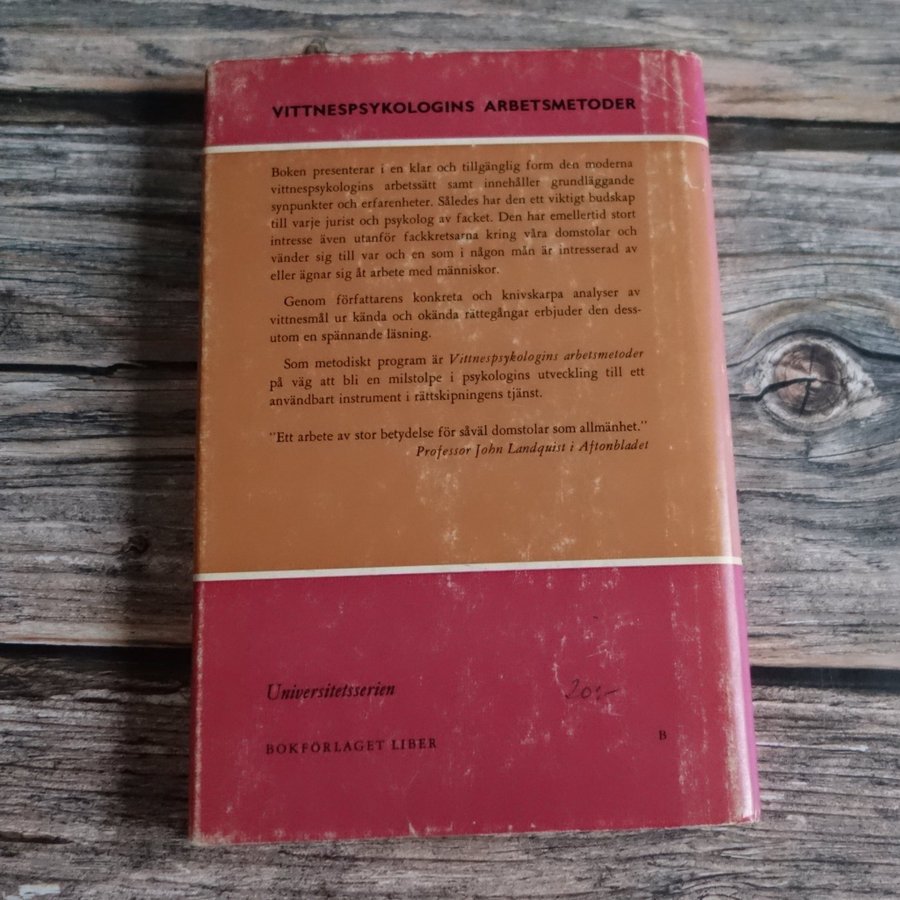 VITTNESPSYKOLOGINS ARBETSMETODER
Boken presenterar i en klar och tillgänglig form den moderna
vittnespsykologins arbetssätt samt innehåller grundläggande
synpunkter och erfarenheter. Således har den ett viktigt budskap
till varje jurist och psykolog av facket. Den har emellertid stort
intresse även utanför fackkretsarna kring våra domstolar och
vänder sig till var och en som i någon mån är intresserad av
eller ägnar sig åt arbete med människor.
Genom författarens konkreta och knivskarpa analyser av
vittnesmål ur kända och okända rättegångar erbjuder den dess-
utom en spännande läsning.
Som metodiskt program är Vittnespsykologins arbetsmetoder
på väg att bli en milstolpe i psykologins utveckling till ett
användbart instrument i rättskipningens tjänst.
"Ett arbete av stor betydelse för såväl domstolar som allmänhet."
Professor John Landquist i Aftonbladet
Universitetsserien
20:-
BOKFÖRLAGET LIBER
B